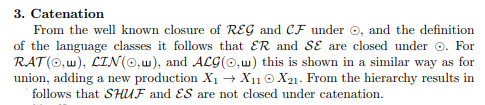 3. Catenation
From the well known closure of 𝓡𝓔𝓖 and 𝓒𝓕 under ⊙, and the definition
of the language classes it follows that 𝓔𝓡 and 𝓢𝓔 are closed under ⊙. For
𝓡𝓐𝓣(⊙,ш), 𝓛𝓘𝓝(⊙,ш), and 𝓐𝓛𝓖(⊙,ш) this is shown in a similar way as for
union, adding a new production X₁ → X₁₁ ⊙ X₂₁. From the hierarchy results in
follows that 𝓢𝓗𝓤𝓕 and 𝓔𝓢 are not closed under catenation.